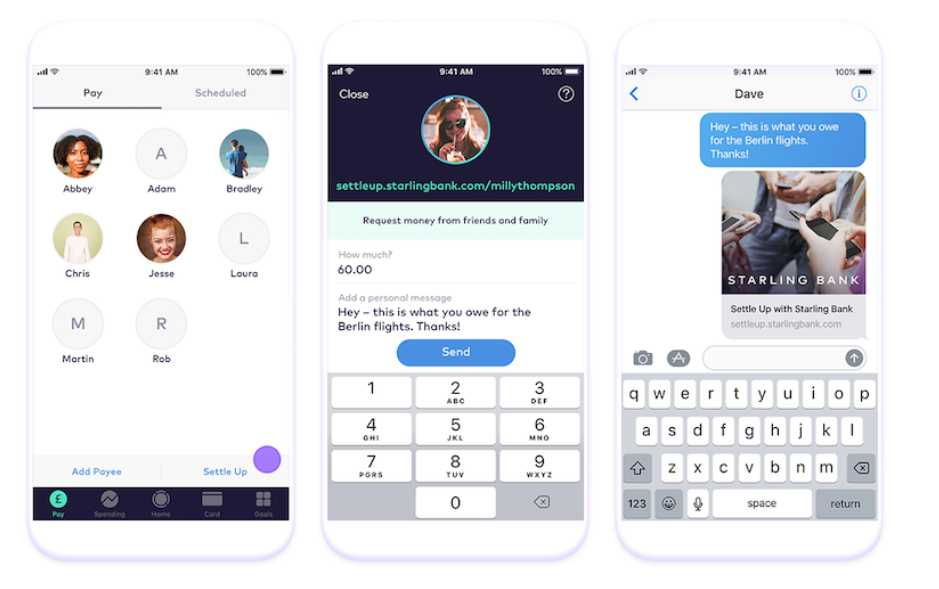 9:41 AM
100%
Pay
Scheduled
Abbey
A
Adam
Bradley
Chris
Jesse
L
Laura
M
Martin
R
Rob
Add Payee
Settle Up
£
Pay
Spending
Home
Card
Goals
9:41 AM
100%
Close
?
settleup.starlingbank.com/millythompson
Request money from friends and family
How much?
60.00
Add a personal message
Hey – this is what you owe for the
Berlin flights. Thanks!
Send
1
2
ABC
3
DEF
4
GHI
5
JKL
6
MNO
7
PQRS
8
TUV
9
WXYZ
0
9:41 AM
100%
Dave
i
Hey – this is what you owe
for the Berlin flights.
Thanks!
STARLING BANK
Settle Up with Starling Bank
settleup.starlingbank.com
q w e r t y u i o p
a s d f g h j k l
z x c v b n m
123 space return